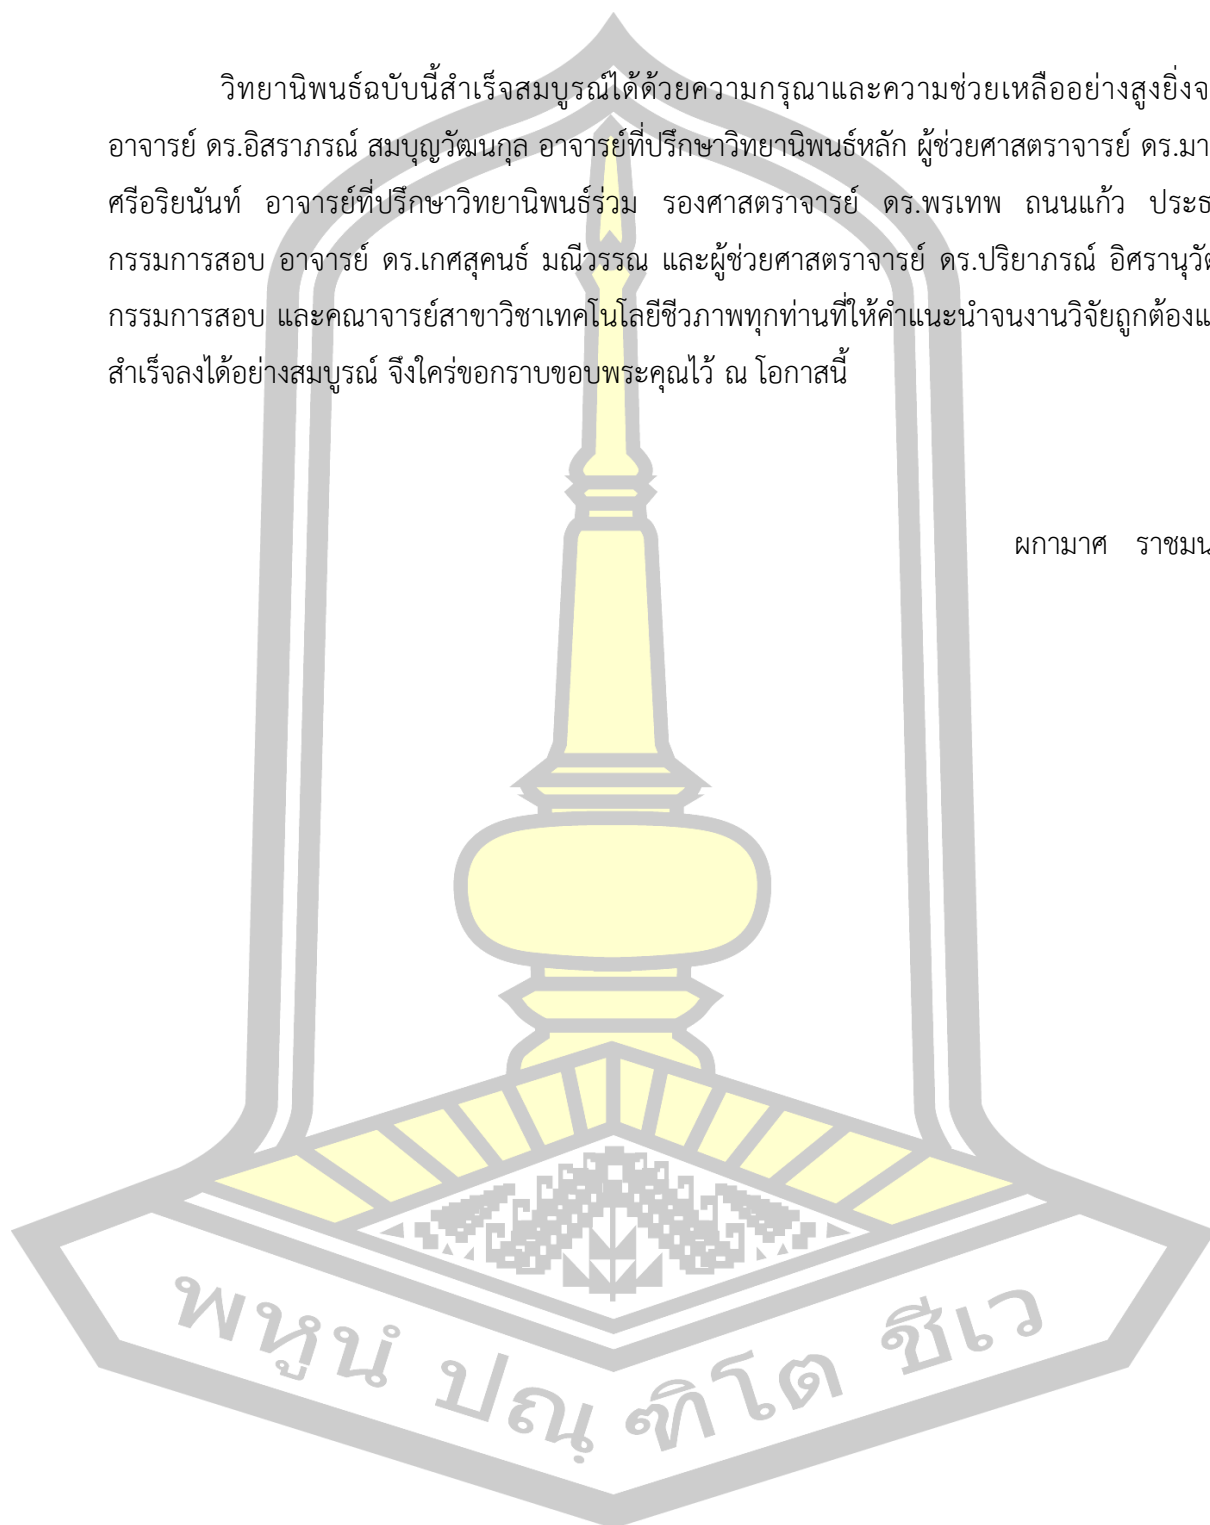 วิทยานิพนธ์ฉบับนี้สำเร็จสมบูรณ์ได้ด้วยความกรุณาและความช่วยเหลืออย่างสูงยิ่งจ
อาจารย์ ดร.อิสราภรณ์ สมบุญวัฒนกุล อาจารย์ที่ปรึกษาวิทยานิพนธ์หลัก ผู้ช่วยศาสตราจารย์ ดร.มา
ศรีอริยนันท์ อาจารย์ที่ปรึกษาวิทยานิพนธ์ร่วม รองศาสตราจารย์ ดร.พรเทพ ถนนแก้ว ประธ
กรรมการสอบ อาจารย์ ดร.เกศสุคนธ์ มณีวรรณ และผู้ช่วยศาสตราจารย์ ดร.ปริยาภรณ์ อิศรานุวัต
กรรมการสอบ และคณาจารย์สาขาวิชาเทคโนโลยีชีวภาพทุกท่านที่ให้คำแนะนำจนงานวิจัยถูกต้องแ
สำเร็จลงได้อย่างสมบูรณ์ จึงใคร่ขอกราบขอบพระคุณไว้ ณ โอกาสนี้
ผกามาศ ราชมน
พหูนํ ปณฺฑิโต ชีเว